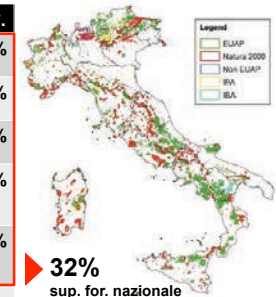 .
%
%
%
%
%
Legend
EUAP
Natura 2000
Non EUAP
IPA
IBA
32%
sup. for. nazionale